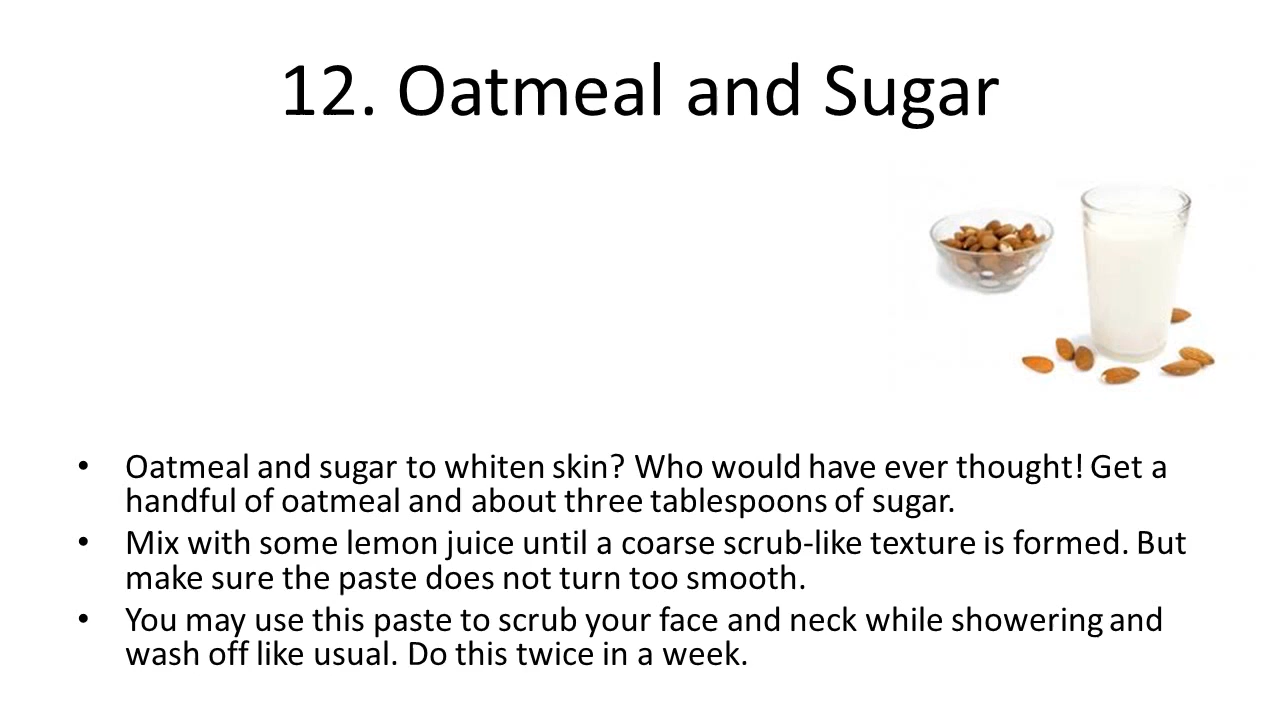 12. Oatmeal and Sugar
• Oatmeal and sugar to whiten skin? Who would have ever thought! Get a
handful of oatmeal and about three tablespoons of sugar.
• Mix with some lemon juice until a coarse scrub-like texture is formed. But
make sure the paste does not turn too smooth.
• You may use this paste to scrub your face and neck while showering and
wash off like usual. Do this twice in a week.